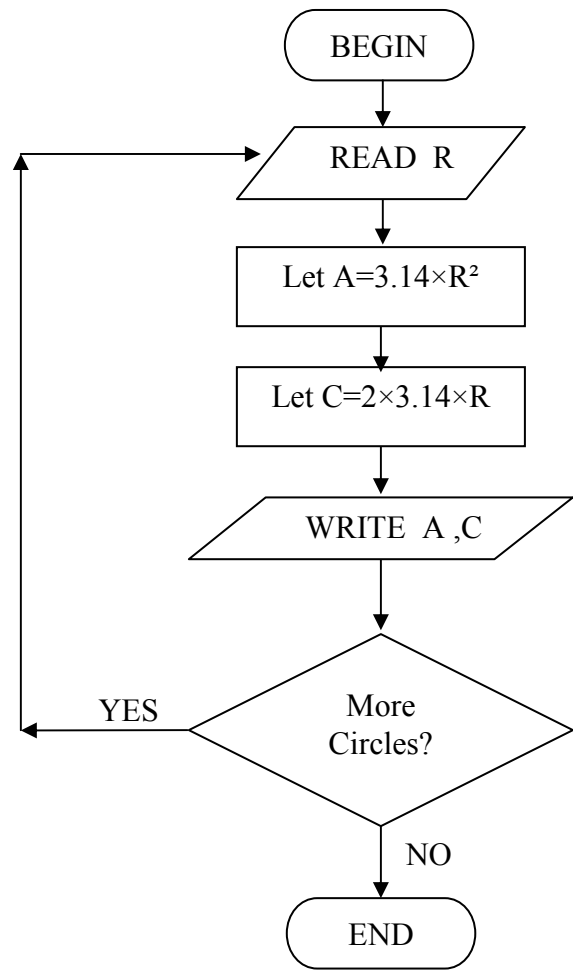 BEGIN
READ R
Let A=3.14×R²
Let C=2×3.14×R
WRITE A ,C
More
Circles?
YES
NO
END